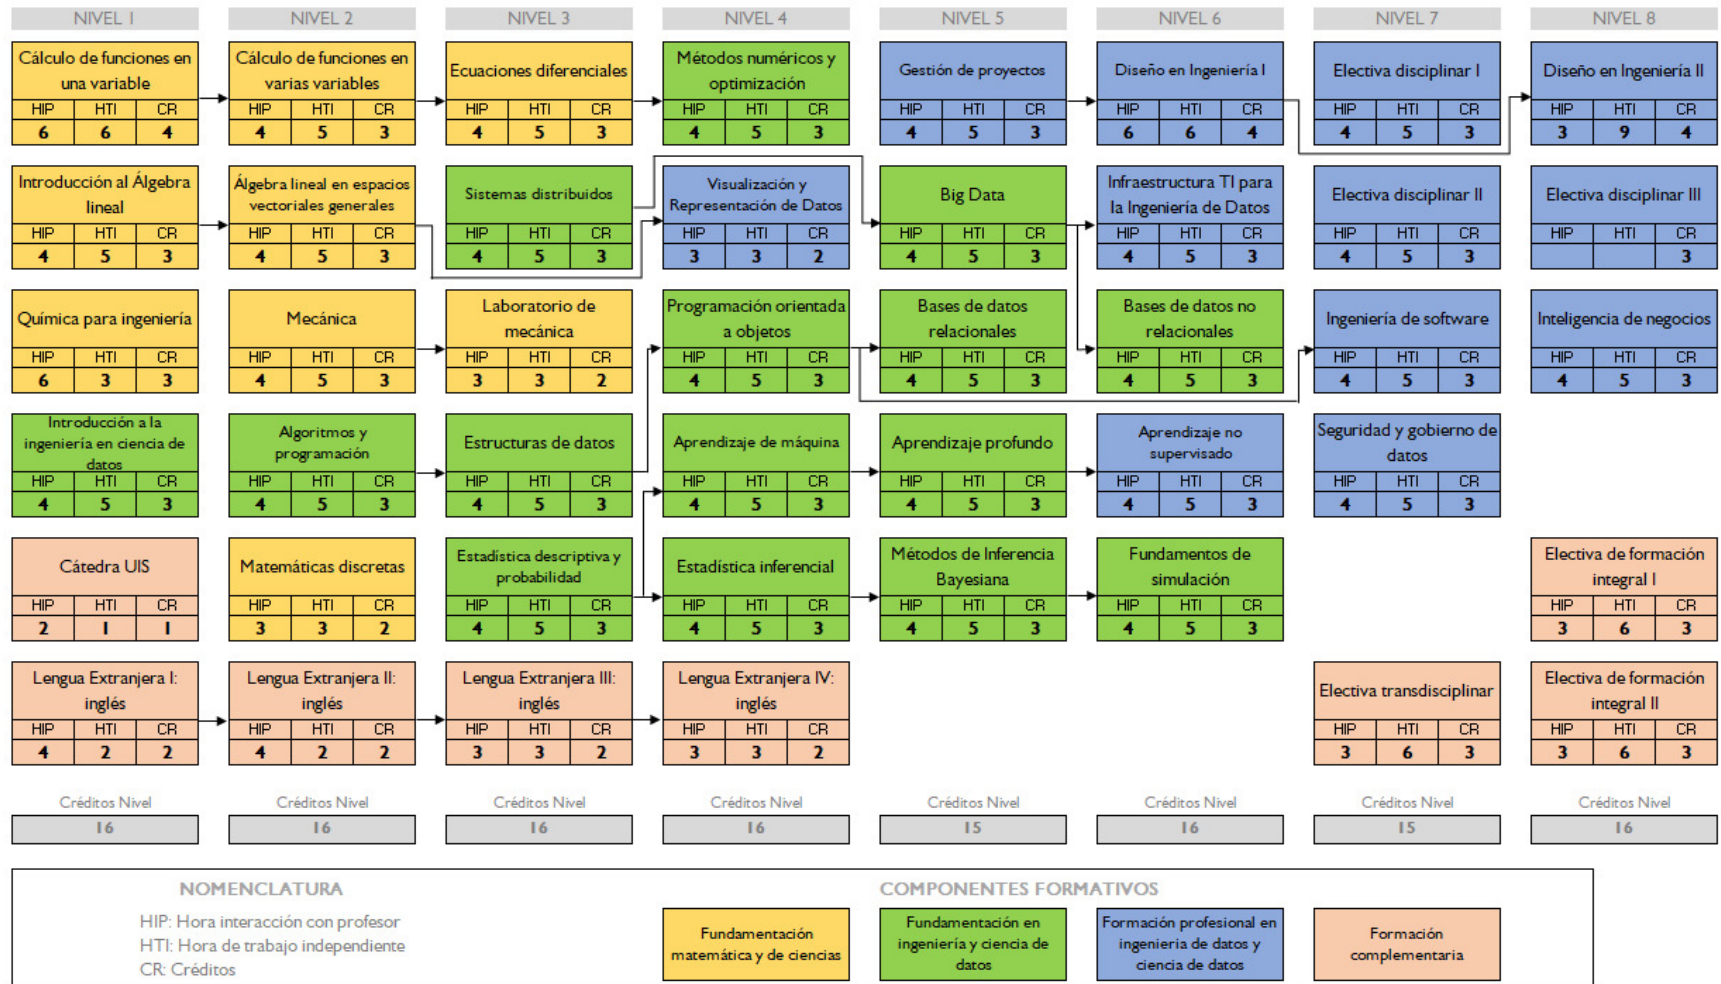 NIVEL 1 NIVEL 2 NIVEL 3 NIVEL 4 NIVEL 5 NIVEL 6 NIVEL 7 NIVEL 8
Cálculo de funciones en
una variable
HIP HTI CR
6 6 4
Cálculo de funciones en
varias variables
HIP HTI CR
4 5 3
Ecuaciones diferenciales
HIP HTI CR
4 5 3
Métodos numéricos y
optimización
HIP HTI CR
4 5 3
Gestión de proyectos
HIP HTI CR
4 5 3
Diseño en Ingeniería I
HIP HTI CR
6 6 4
Electiva disciplinar I
HIP HTI CR
4 5 3
Diseño en Ingeniería II
HIP HTI CR
3 9 4
Introducción al Álgebra
lineal
HIP HTI CR
4 5 3
Álgebra lineal en espacios
vectoriales generales
HIP HTI CR
4 5 3
Sistemas distribuidos
HIP HTI CR
4 5 3
Visualización y
Representación de Datos
HIP HTI CR
3 3 2
Big Data
HIP HTI CR
4 5 3
Infraestructura TI para
la Ingeniería de Datos
HIP HTI CR
4 5 3
Electiva disciplinar II
HIP HTI CR
4 5 3
Electiva disciplinar III
HIP HTI CR
3
Química para ingeniería
HIP HTI CR
6 3 3
Mecánica
HIP HTI CR
4 5 3
Laboratorio de
mecánica
HIP HTI CR
3 3 2
Programación orientada
a objetos
HIP HTI CR
4 5 3
Bases de datos
relacionales
HIP HTI CR
4 5 3
Bases de datos no
relacionales
HIP HTI CR
4 5 3
Ingeniería de software
HIP HTI CR
4 5 3
Inteligencia de negocios
HIP HTI CR
4 5 3
Introducción a la
ingeniería en ciencia de
datos
HIP HTI CR
4 5 3
Algoritmos y
programación
HIP HTI CR
4 5 3
Estructuras de datos
HIP HTI CR
4 5 3
Aprendizaje de máquina
HIP HTI CR
4 5 3
Aprendizaje profundo
HIP HTI CR
4 5 3
Aprendizaje no
supervisado
HIP HTI CR
4 5 3
Seguridad y gobierno de
datos
HIP HTI CR
4 5 3
Cátedra UIS
HIP HTI CR
2 1 1
Matemáticas discretas
HIP HTI CR
3 3 2
Estadística descriptiva y
probabilidad
HIP HTI CR
4 5 3
Estadística inferencial
HIP HTI CR
4 5 3
Métodos de Inferencia
Bayesiana
HIP HTI CR
4 5 3
Fundamentos de
simulación
HIP HTI CR
4 5 3
Electiva de formación
integral I
HIP HTI CR
3 6 3
Lengua Extranjera I:
inglés
HIP HTI CR
4 2 2
Lengua Extranjera II:
inglés
HIP HTI CR
4 2 2
Lengua Extranjera III:
inglés
HIP HTI CR
3 3 2
Lengua Extranjera IV:
inglés
HIP HTI CR
3 3 2
Electiva transdisciplinar
HIP HTI CR
3 6 3
Electiva de formación
integral II
HIP HTI CR
3 6 3
Créditos Nivel Créditos Nivel Créditos Nivel Créditos Nivel Créditos Nivel Créditos Nivel Créditos Nivel Créditos Nivel
16 16 16 16 15 16 15 16
NOMENCLATURA
HIP: Hora interacción con profesor
HTI: Hora de trabajo independiente
CR: Créditos
COMPONENTES FORMATIVOS
Fundamentación
matemática y de ciencias
Fundamentación en
ingeniería y ciencia de
datos
Formación profesional en
ingenieria de datos y
ciencia de datos
Formación
complementaria